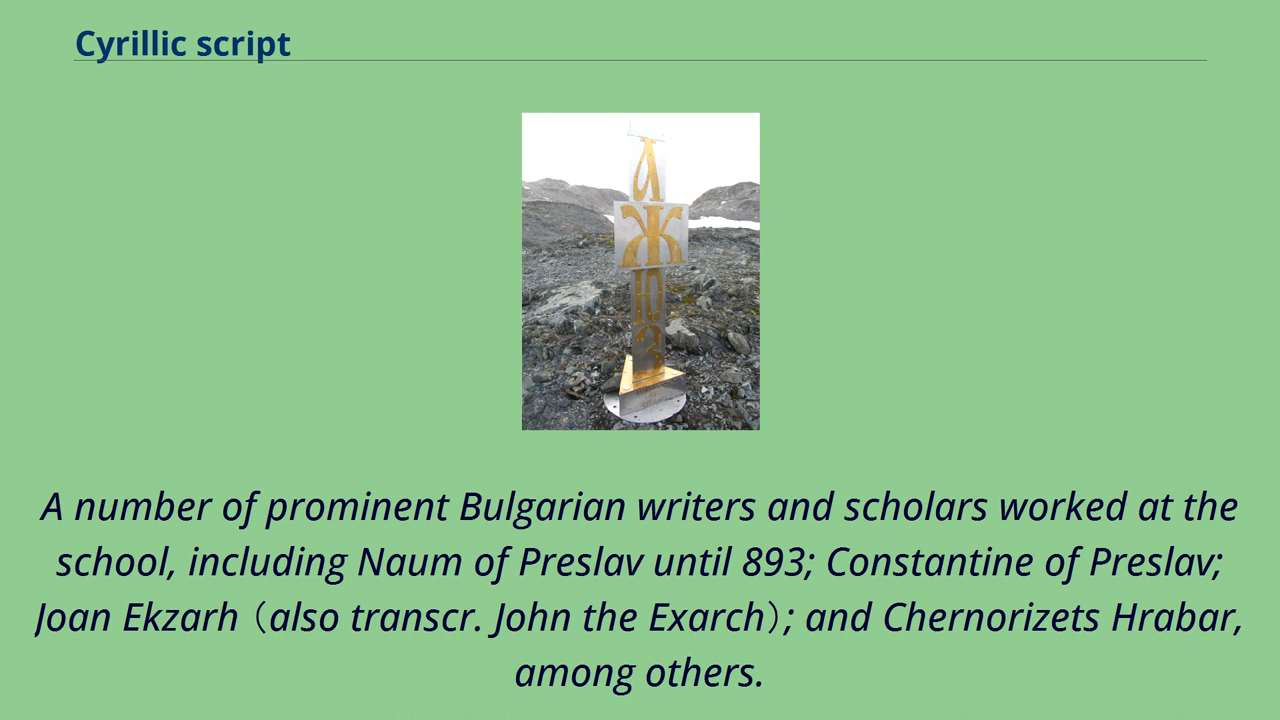 Cyrillic script
А
Ж
Ю
З
A number of prominent Bulgarian writers and scholars worked at the
school, including Naum of Preslav until 893; Constantine of Preslav;
Joan Ekzarh (also transcr. John the Exarch); and Chernorizets Hrabar,
among others.